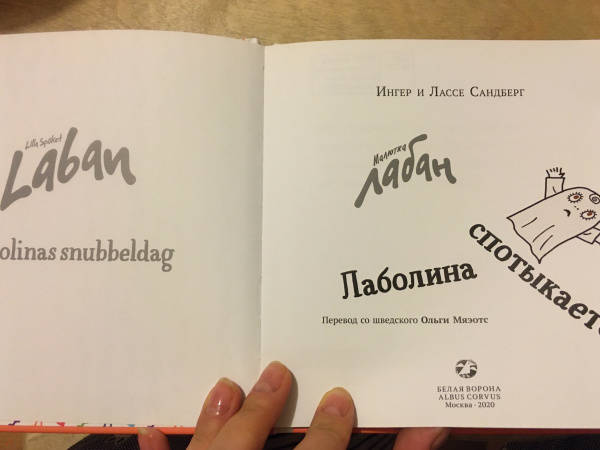 Lilla Spöket
Laban
olinas snubbeldag
Ингер и Лассе Сандберг
Малютка
Лабан
Лаболина
спотыкаетс
Перевод со шведского Ольги Мяэотс
БЕЛАЯ ВОРОНА
ALBUS CORVUS
Москва · 2020